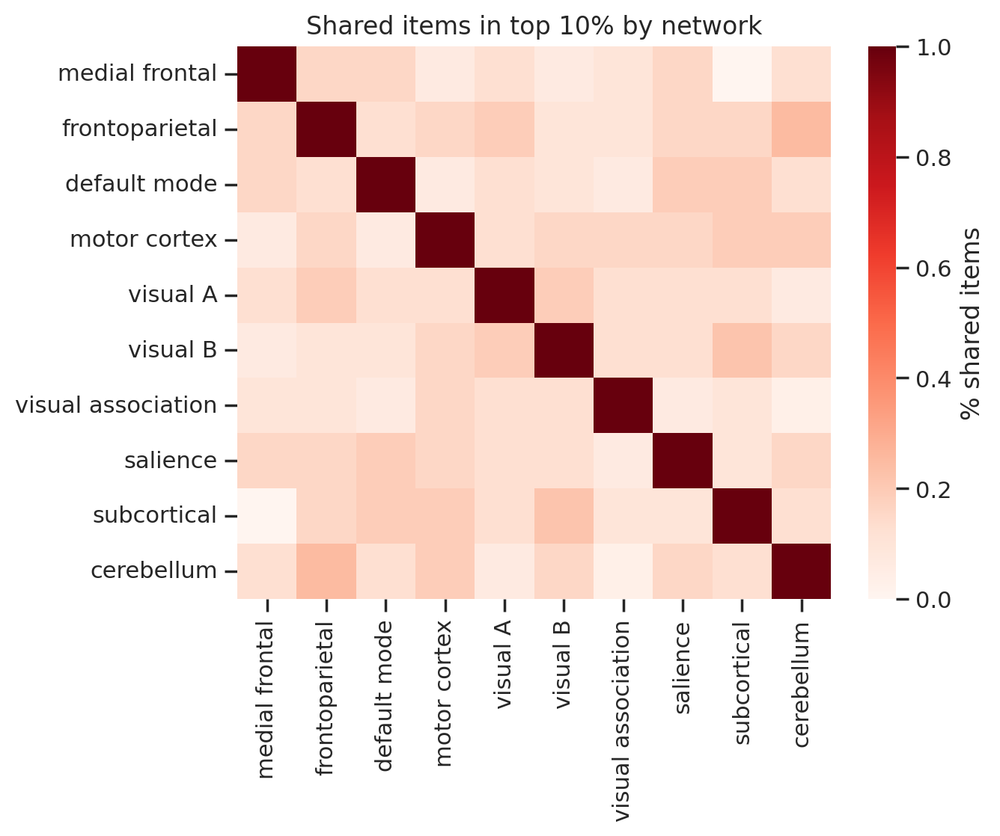 Shared items in top 10% by network
medial frontal
frontoparietal
default mode
motor cortex
visual A
visual B
visual association
salience
subcortical
cerebellum
medial frontal
frontoparietal
default mode
motor cortex
visual A
visual B
visual association
salience
subcortical
cerebellum
1.0
0.8
0.6
0.4
0.2
0.0
% shared items